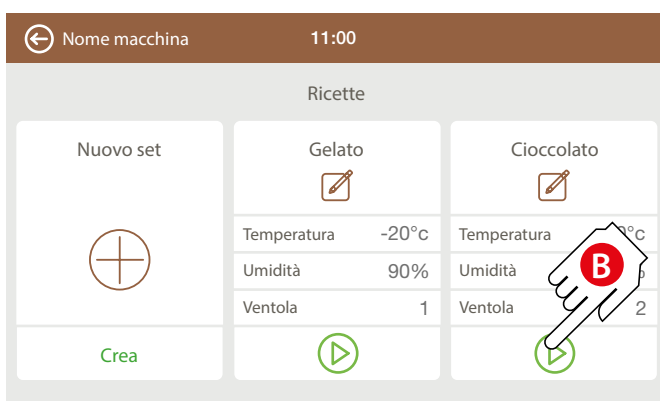 Nome macchina 11:00
Ricette
Nuovo set
Crea
Gelato
Temperatura -20°c
Umidità 90%
Ventola 1
Cioccolato
Temperatura °c
Umidità
Ventola 2
B